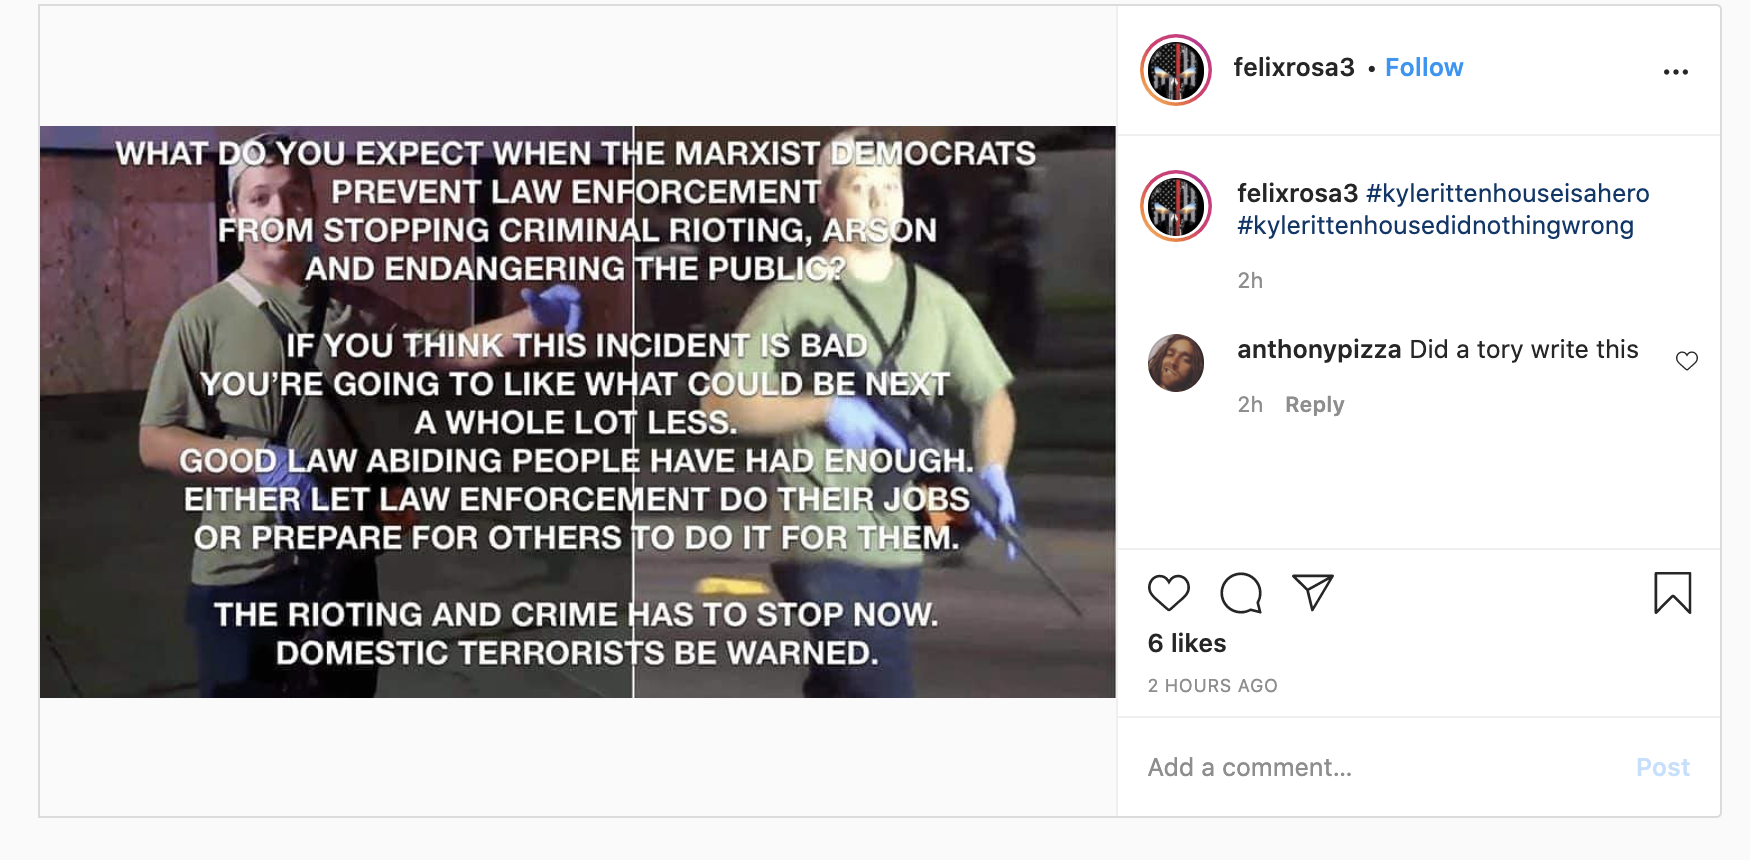 WHAT DO YOU EXPECT WHEN THE MARXIST DEMOCRATS
PREVENT LAW ENFORCEMENT
FROM STOPPING CRIMINAL RIOTING, ARSON
AND ENDANGERING THE PUBLIC?
IF YOU THINK THIS INCIDENT IS BAD
YOU'RE GOING TO LIKE WHAT COULD BE NEXT
A WHOLE LOT LESS.
GOOD LAW ABIDING PEOPLE HAVE HAD ENOUGH.
EITHER LET LAW ENFORCEMENT DO THEIR JOBS
OR PREPARE FOR OTHERS TO DO IT FOR THEM.
THE RIOTING AND CRIME HAS TO STOP NOW.
DOMESTIC TERRORISTS BE WARNED.
felixrosa3 • Follow
felixrosa3 #kylerittenhouseisahero
#kylerittenhousedidnothingwrong
2h
anthonypizza Did a tory write this
2h Reply
6 likes
2 HOURS AGO
Add a comment... Post